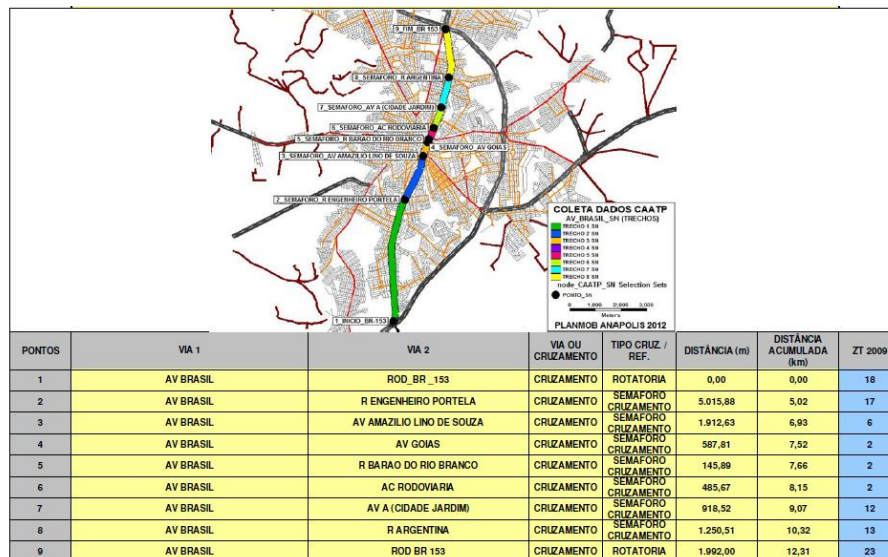 9_FIM_BR-153
8_SEMAFORO_R ARGENTINA
7_SEMAFORO_AV A (CIDADE JARDIM)
6_SEMAFORO_AC RODOVIARIA
5_SEMAFORO_R BARAO DO RIO BRANCO
4_SEMAFORO_AV GOIAS
3_SEMAFORO_AV AMAZILIO LINO DE SOUZA
2_SEMAFORO_R ENGENHEIRO PORTELA
1_INICIO_BR-153
COLETA DADOS CAATP
AV_BRASIL_SN (TRECHOS)
TRECHO 1 SN
TRECHO 2 SN
TRECHO 3 SN
TRECHO 4 SN
TRECHO 5 SN
TRECHO 6 SN
TRECHO 7 SN
TRECHO 8 SN
node_CAATP_SN Selection Sets
PONTO_SN
0 1,000 2,000 3,000
Meters
PLANMOB ANAPOLIS 2012
PONTOS VIA 1 VIA 2 VIA OU CRUZAMENTO TIPO CRUZ. / REF. DISTÂNCIA (m) DISTÂNCIA ACUMULADA (km) ZT 2009
1 AV BRASIL ROD_BR _153 CRUZAMENTO ROTATORIA 0,00 0,00 18
2 AV BRASIL R ENGENHEIRO PORTELA CRUZAMENTO SEMAFORO CRUZAMENTO 5.015,88 5,02 17
3 AV BRASIL AV AMAZILIO LINO DE SOUZA CRUZAMENTO SEMAFORO CRUZAMENTO 1.912,63 6,93 6
4 AV BRASIL AV GOIAS CRUZAMENTO SEMAFORO CRUZAMENTO 587,81 7,52 2
5 AV BRASIL R BARAO DO RIO BRANCO CRUZAMENTO SEMAFORO CRUZAMENTO 145,89 7,66 2
6 AV BRASIL AC RODOVIARIA CRUZAMENTO SEMAFORO CRUZAMENTO 485,67 8,15 2
7 AV BRASIL AV A (CIDADE JARDIM) CRUZAMENTO SEMAFORO CRUZAMENTO 918,52 9,07 12
8 AV BRASIL R ARGENTINA CRUZAMENTO SEMAFORO CRUZAMENTO 1.250,51 10,32 13
9 AV BRASIL ROD BR 153 CRUZAMENTO ROTATORIA 1.992,00 12,31 23